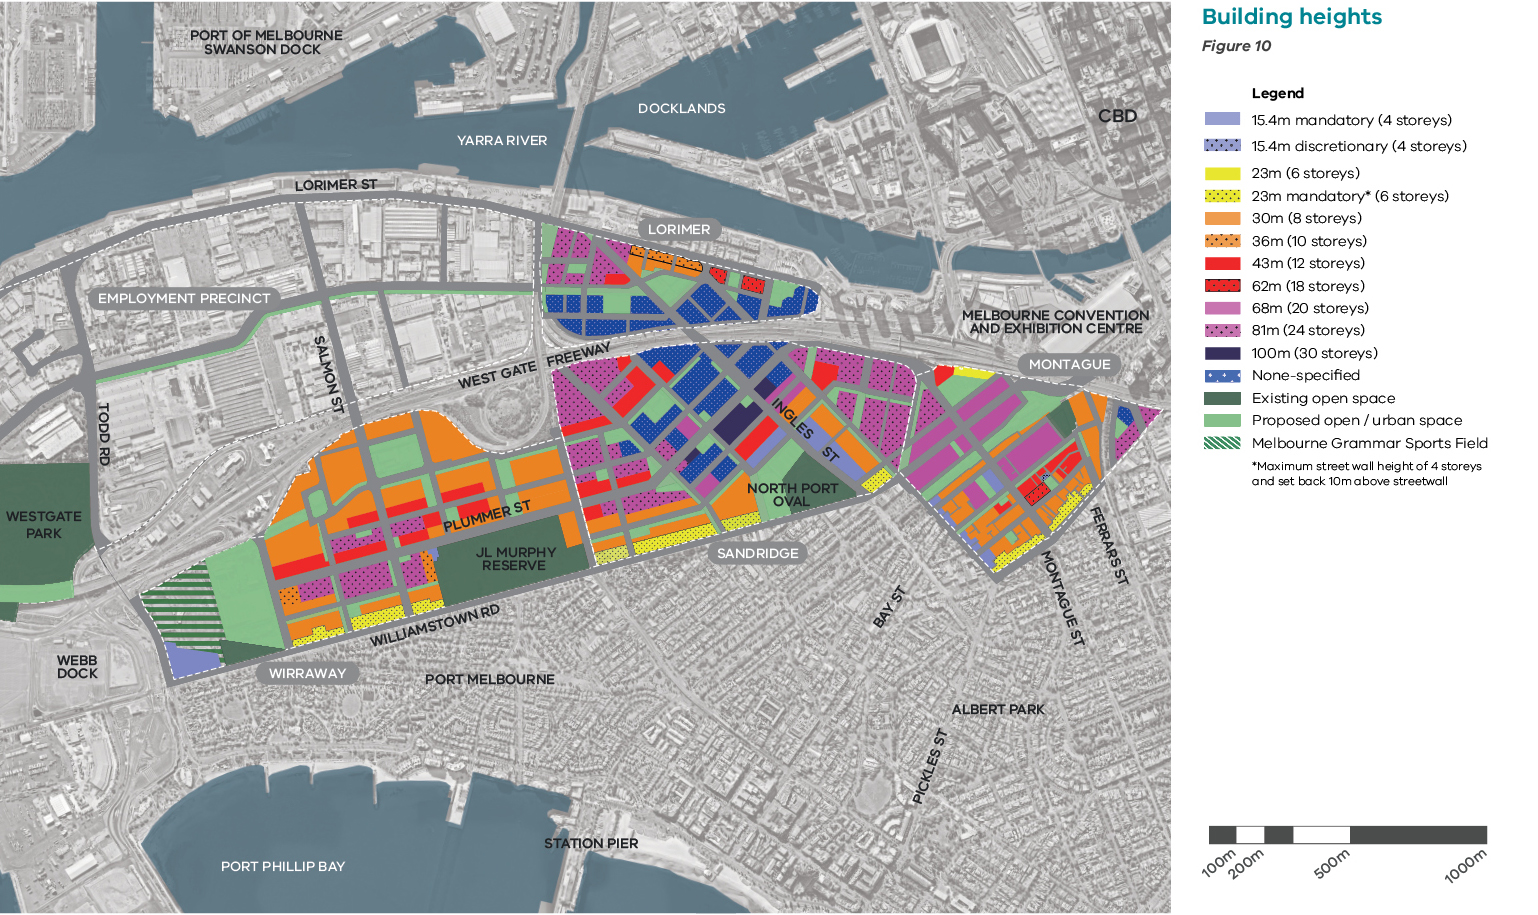 Building heights
Figure 10
Legend
15.4m mandatory (4 storeys)
15.4m discretionary (4 storeys)
23m (6 storeys)
23m mandatory* (6 storeys)
30m (8 storeys)
36m (10 storeys)
43m (12 storeys)
62m (18 storeys)
68m (20 storeys)
81m (24 storeys)
100m (30 storeys)
None-specified
Existing open space
Proposed open / urban space
Melbourne Grammar Sports Field
*Maximum street wall height of 4 storeys
and set back 10m above streetwall
100m
200m
500m
1000m
PORT OF MELBOURNE
SWANSON DOCK
DOCKLANDS
CBD
YARRA RIVER
LORIMER ST
LORIMER
EMPLOYMENT PRECINCT
MELBOURNE CONVENTION
AND EXHIBITION CENTRE
SALMON ST
WEST GATE FREEWAY
MONTAGUE
TODD RD
INGLES ST
WESTGATE
PARK
PLUMMER ST
NORTH PORT
OVAL
JL MURPHY
RESERVE
SANDRIDGE
FERRARS ST
MONTAGUE ST
BAY ST
WILLIAMSTOWN RD
WEBB
DOCK
WIRRAWAY
PORT MELBOURNE
ALBERT PARK
PICKLES ST
STATION PIER
PORT PHILLIP BAY